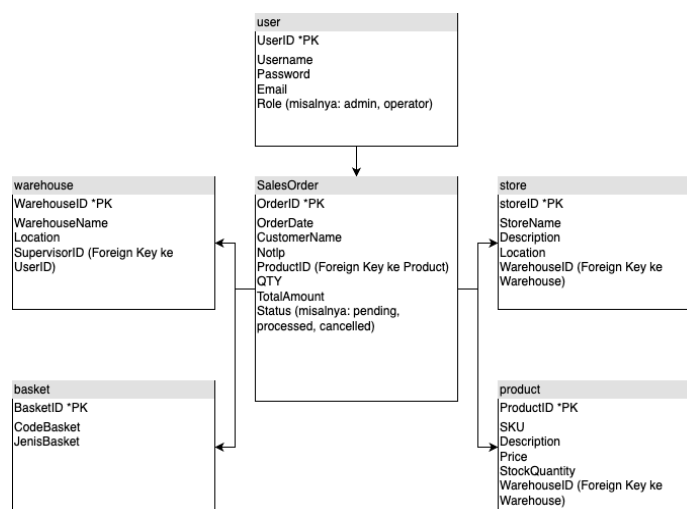 user
UserID *PK
Username
Password
Email
Role (misalnya: admin, operator)
warehouse
WarehouseID *PK
WarehouseName
Location
SupervisorID (Foreign Key ke
UserID)
SalesOrder
OrderID *PK
OrderDate
CustomerName
Notlp
ProductID (Foreign Key ke Product)
QTY
TotalAmount
Status (misalnya: pending,
processed, cancelled)
store
storeID *PK
StoreName
Description
Location
WarehouseID (Foreign Key ke
Warehouse)
basket
BasketID *PK
CodeBasket
JenisBasket
product
ProductID *PK
SKU
Description
Price
StockQuantity
WarehouseID (Foreign Key ke
Warehouse)